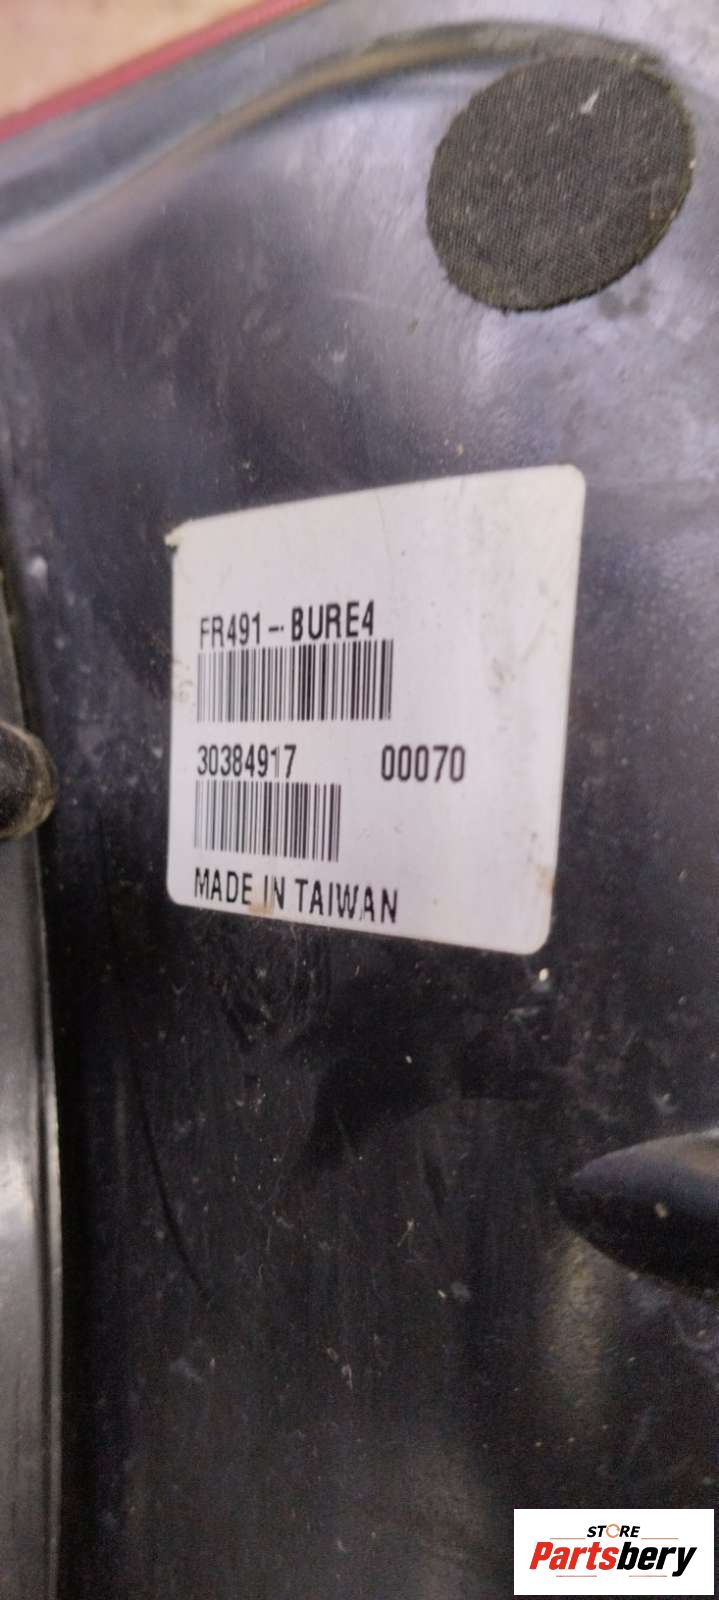 FR491-BURE4
30384917 00070
MADE IN TAIWAN
STORE
Partsbery